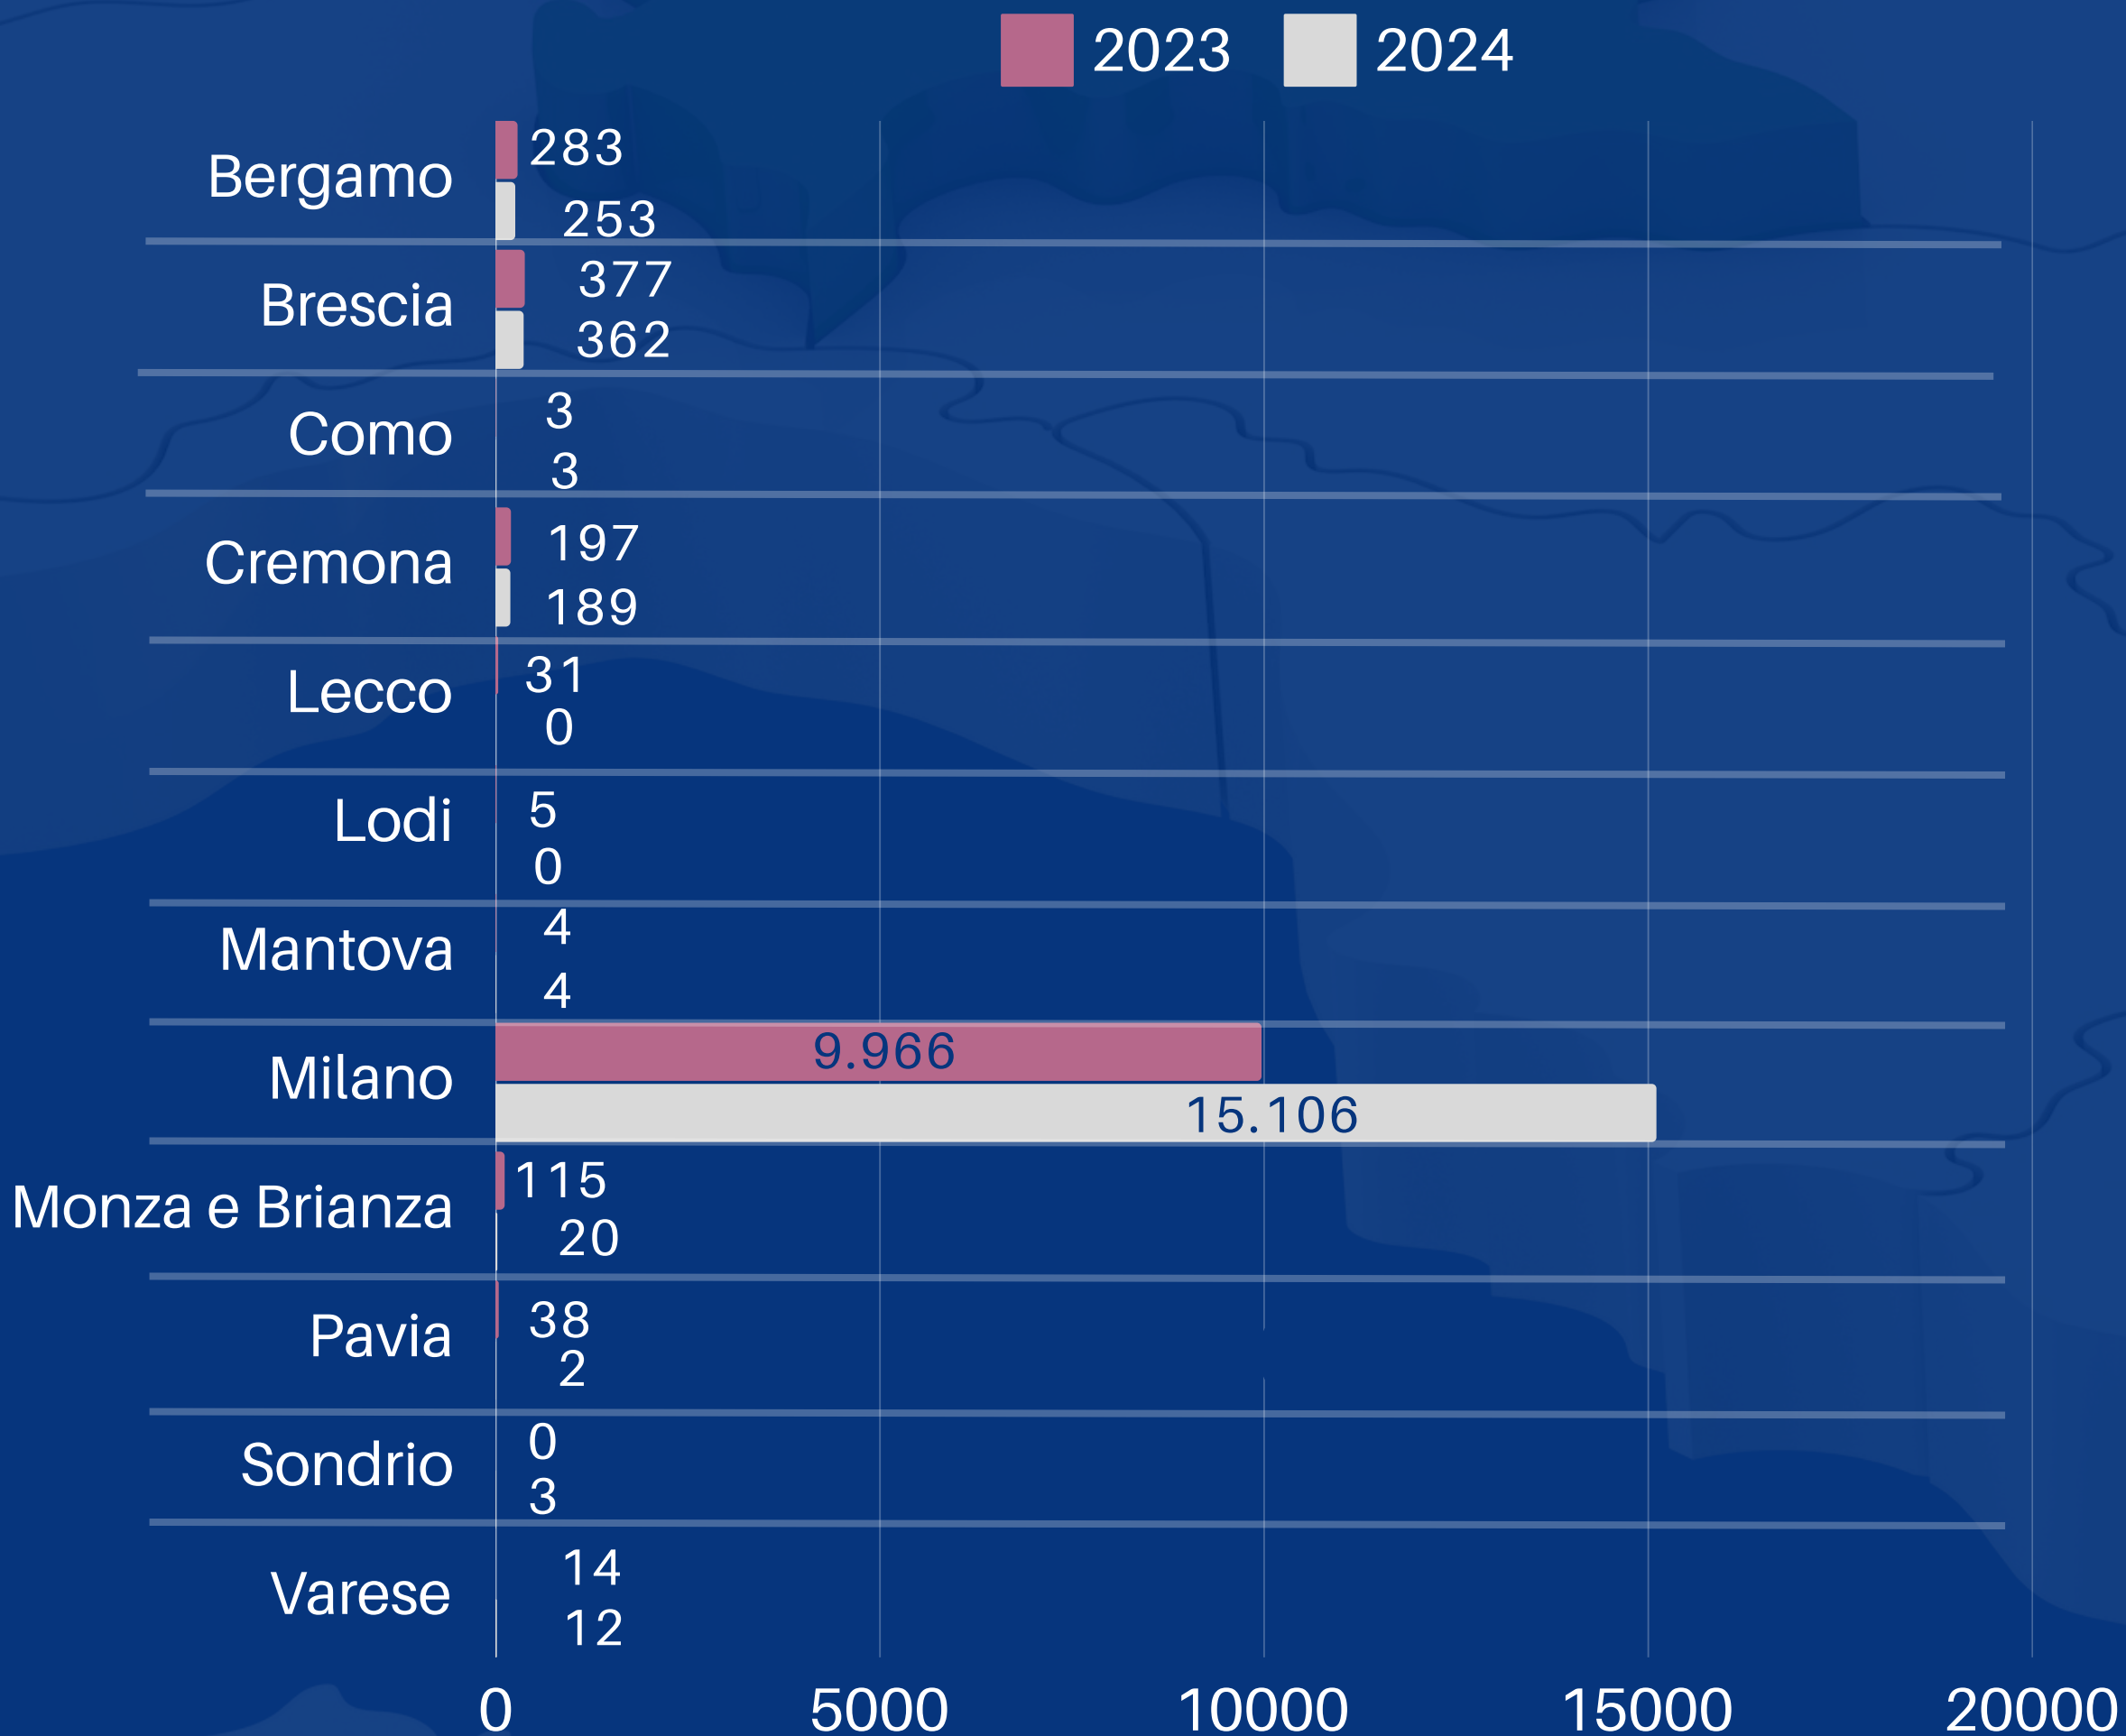 2023 2024
Bergamo
283
253
Brescia
377
362
Como
3
3
Cremona
197
189
Lecco
31
0
Lodi
5
0
Mantova
4
4
Milano
9.966
15.106
Monza e Brianza
115
20
Pavia
38
2
Sondrio
0
3
Varese
14
12
0 5000 10000 15000 20000